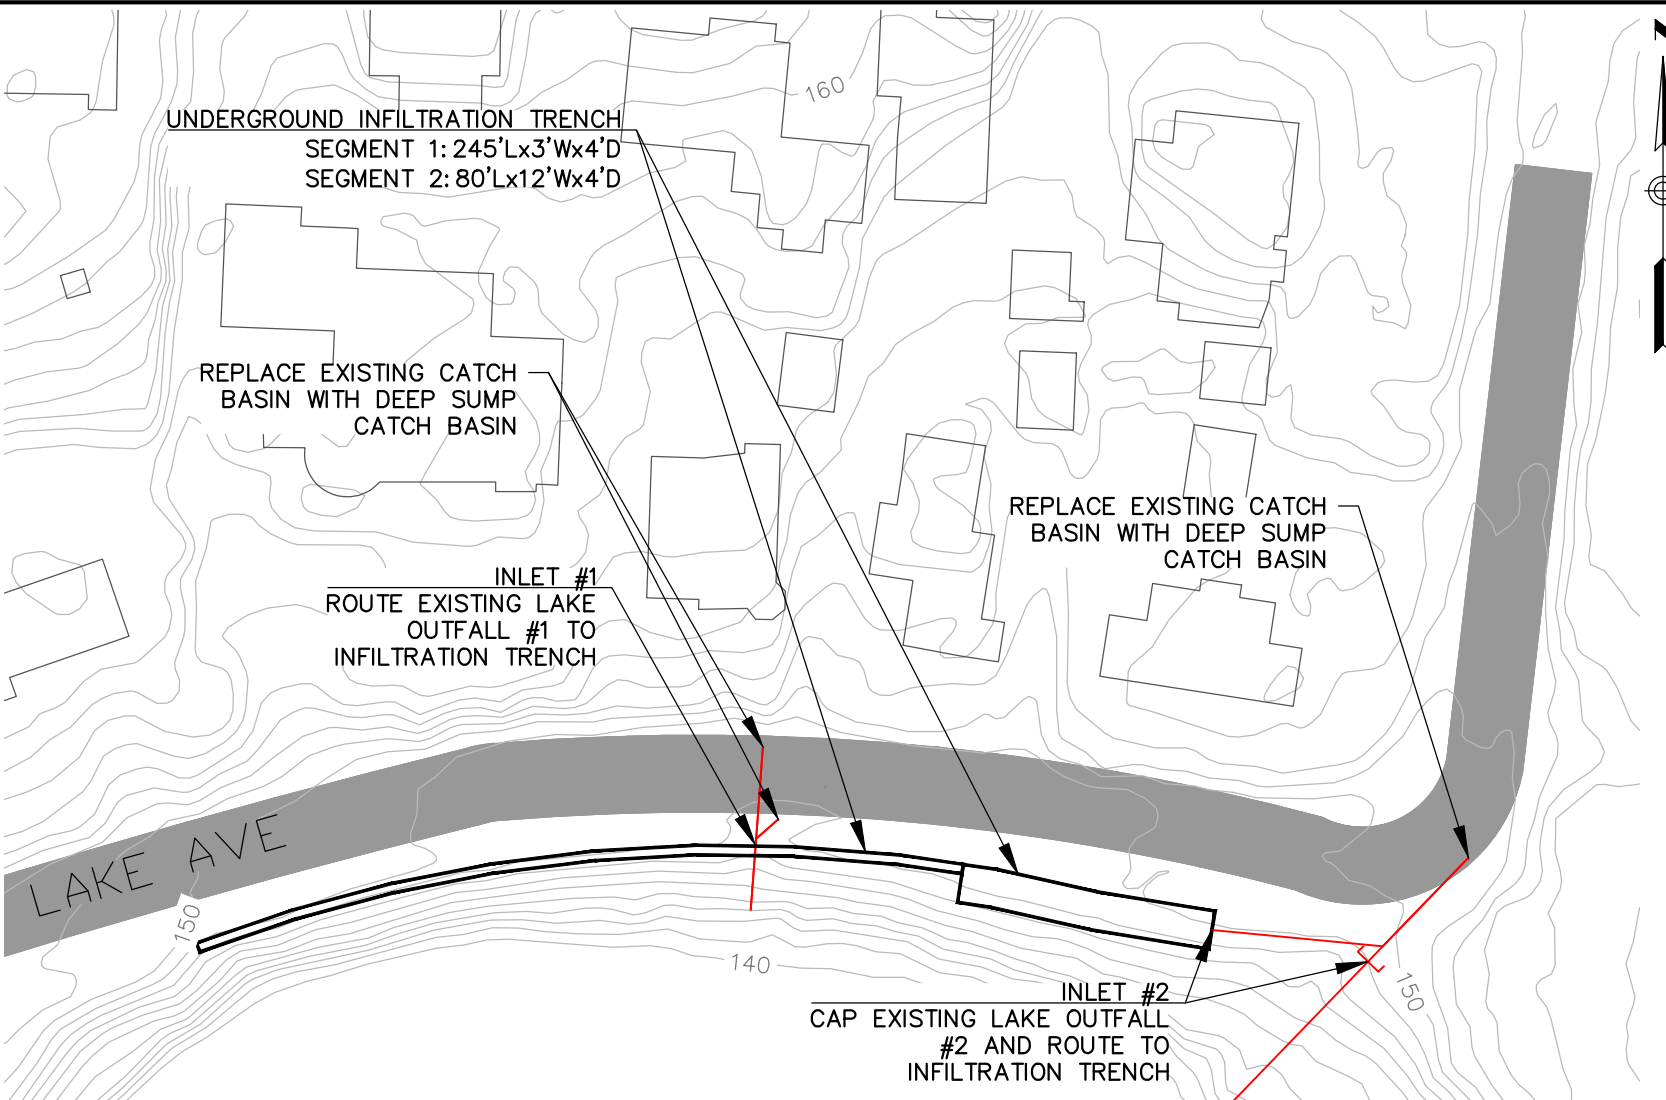 160
UNDERGROUND INFILTRATION TRENCH
SEGMENT 1: 245'Lx3'Wx4'D
SEGMENT 2: 80'Lx12'Wx4'D
REPLACE EXISTING CATCH
BASIN WITH DEEP SUMP
CATCH BASIN
REPLACE EXISTING CATCH
BASIN WITH DEEP SUMP
CATCH BASIN
INLET #1
ROUTE EXISTING LAKE
OUTFALL #1 TO
INFILTRATION TRENCH
LAKE AVE
150
140
150
INLET #2
CAP EXISTING LAKE OUTFALL
#2 AND ROUTE TO
INFILTRATION TRENCH